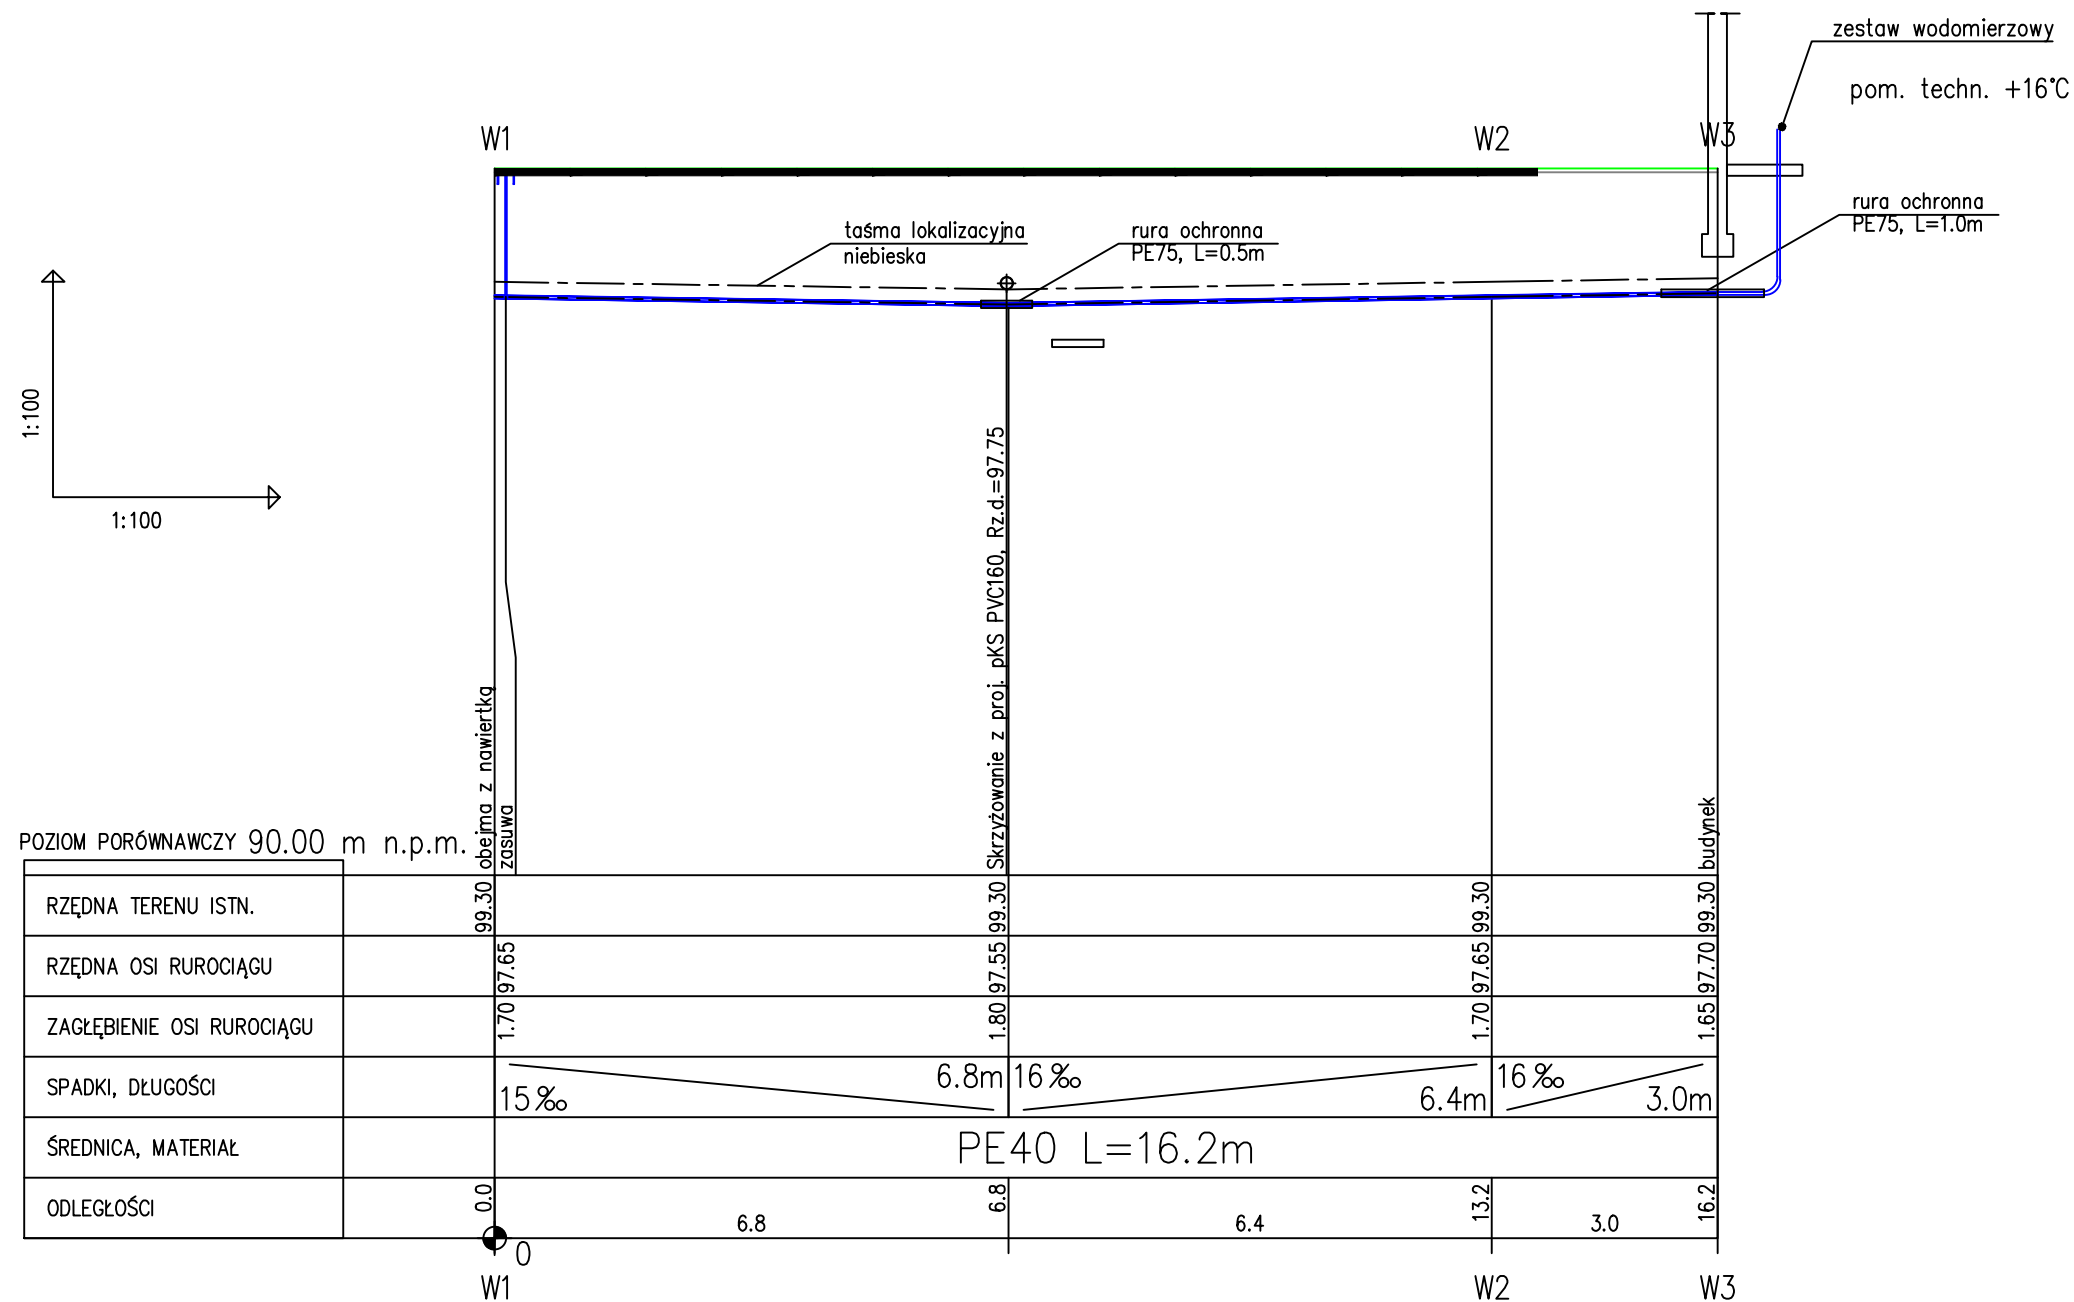 zestaw wodomierzowy
pom. techn. +16°C
W1
W2
W3
rura ochronna
PE75, L=1.0m
taśma lokalizacyjna
niebieska
rura ochronna
PE75, L=0.5m
1:100
1:100
obejma z nawiertką
zasuwa
Skrzyżowanie z proj. pKS PVC160, Rz.d.=97.75
budynek
POZIOM PORÓWNAWCZY 90.00 m n.p.m.
RZĘDNA TERENU ISTN. 99.30 99.30 99.30 99.30
RZĘDNA OSI RUROCIĄGU 97.65 97.55 97.65 97.70
ZAGŁĘBIENIE OSI RUROCIĄGU 1.70 1.80 1.70 1.65
SPADKI, DŁUGOŚCI 15‰ 6.8m 16‰ 6.4m 16‰ 3.0m
ŚREDNICA, MATERIAŁ PE40 L=16.2m
ODLEGŁOŚCI 0.0 6.8 13.2 16.2
6.8 6.4 3.0
0
W1 W2 W3